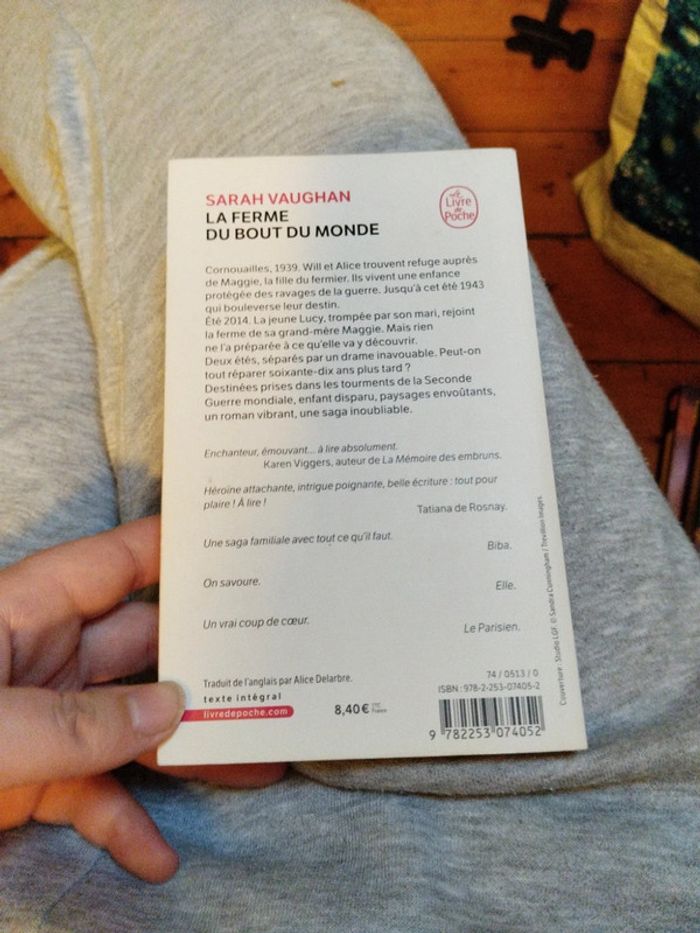 SARAH VAUGHAN
LA FERME
DU BOUT DU MONDE
Le
Livre
de
Poche
Cornouailles, 1939. Will et Alice trouvent refuge auprès
de Maggie, la fille du fermier. Ils vivent une enfance
protégée des ravages de la guerre. Jusqu'à cet été 1943
qui bouleverse leur destin.
Été 2014. La jeune Lucy, trompée par son mari, rejoint
la ferme de sa grand-mère Maggie. Mais rien
ne l'a préparée à ce qu'elle va y découvrir.
Deux étés, séparés par un drame inavouable. Peut-on
tout réparer soixante-dix ans plus tard ?
Destinées prises dans les tourments de la Seconde
Guerre mondiale, enfant disparu, paysages envoûtants,
un roman vibrant, une saga inoubliable.
Enchanteur, émouvant... à lire absolument.
Karen Viggers, auteur de La Mémoire des embruns.
Héroïne attachante, intrigue poignante, belle écriture : tout pour
plaire ! À lire !
Tatiana de Rosnay.
Une saga familiale avec tout ce qu'il faut.
Biba.
On savoure.
Elle.
Un vrai coup de cœur.
Le Parisien.
Couverture : Studio LGF. © Sandra Cunningham / Trevillion Images.
Traduit de l'anglais par Alice Delarbre.
texte intégral
livredepoche.com
8,40 € TTC
France
74 / 0513 / 0
ISBN : 978-2-253-07405-2
9 782253 074052